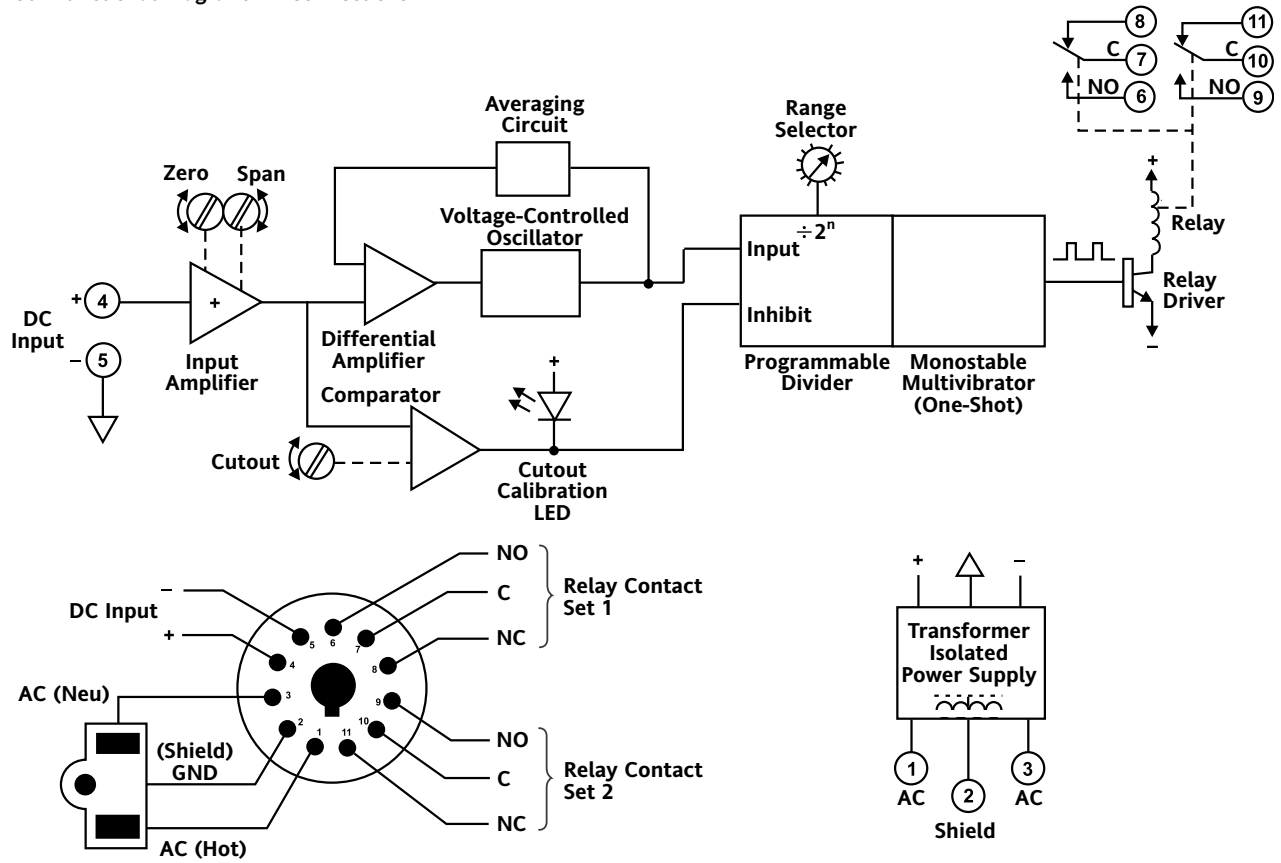 8
11
C
7
C
10
NO
6
NO
9
Averaging
Circuit
Range
Selector
Zero
Span
Voltage-Controlled
Oscillator
÷2ⁿ
Input
Inhibit
+
Relay
Relay
Driver
−
+
4
DC
Input
−
5
+
Input
Amplifier
Differential
Amplifier
Comparator
+
Programmable
Divider
Monostable
Multivibrator
(One-Shot)
Cutout
Cutout
Calibration
LED
NO
C
NC
Relay Contact
Set 1
−
DC Input
+
AC (Neu)
(Shield)
GND
AC (Hot)
5
6
7
4
8
3
9
2
10
1
11
NO
C
NC
Relay Contact
Set 2
+
−
Transformer
Isolated
Power Supply
1
AC
2
Shield
3
AC